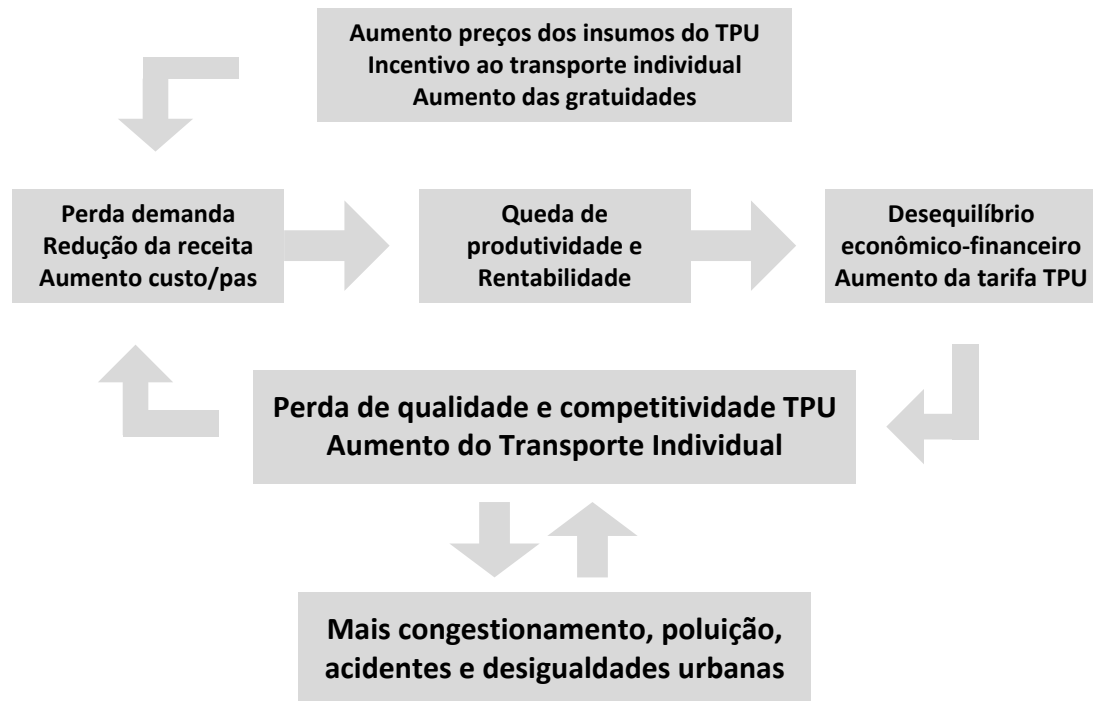 Aumento preços dos insumos do TPU
Incentivo ao transporte individual
Aumento das gratuidades
Perda demanda
Redução da receita
Aumento custo/pas
Queda de
produtividade e
Rentabilidade
Desequilíbrio
econômico-financeiro
Aumento da tarifa TPU
Perda de qualidade e competitividade TPU
Aumento do Transporte Individual
Mais congestionamento, poluição,
acidentes e desigualdades urbanas